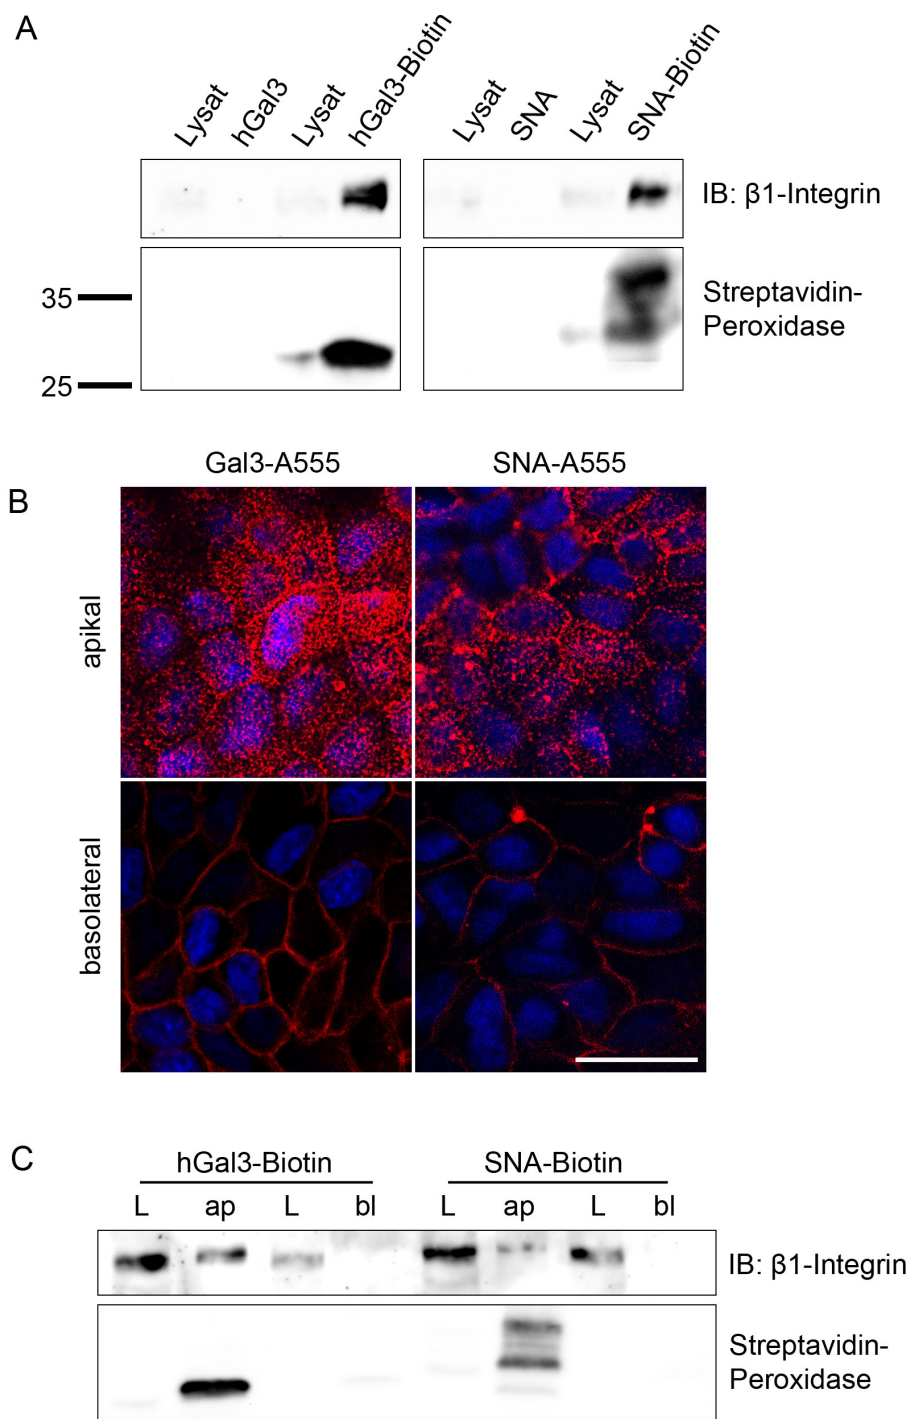 A
Lysat
hGal3
Lysat
hGal3-Biotin
Lysat
SNA
Lysat
SNA-Biotin
IB: β1-Integrin
35
25
Streptavidin-
Peroxidase
B
Gal3-A555
SNA-A555
apikal
basolateral
C
hGal3-Biotin
SNA-Biotin
L
ap
L
bl
L
ap
L
bl
IB: β1-Integrin
Streptavidin-
Peroxidase